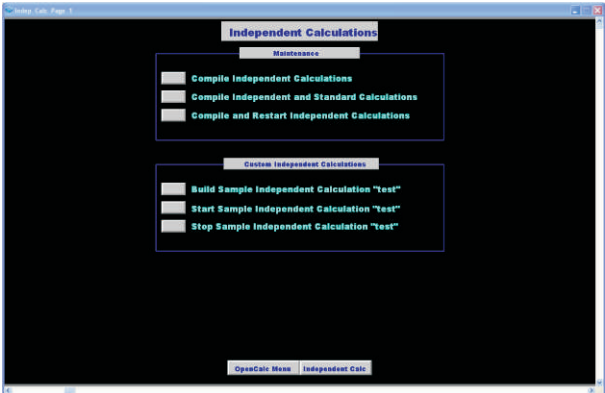 Indep Calc Page 1
Independent Calculations
Maintenance
Compile Independent Calculations
Compile Independent and Standard Calculations
Compile and Restart Independent Calculations
Custom Independent Calculations
Build Sample Independent Calculation "test"
Start Sample Independent Calculation "test"
Stop Sample Independent Calculation "test"
OpenCalc Menu Independent Calc